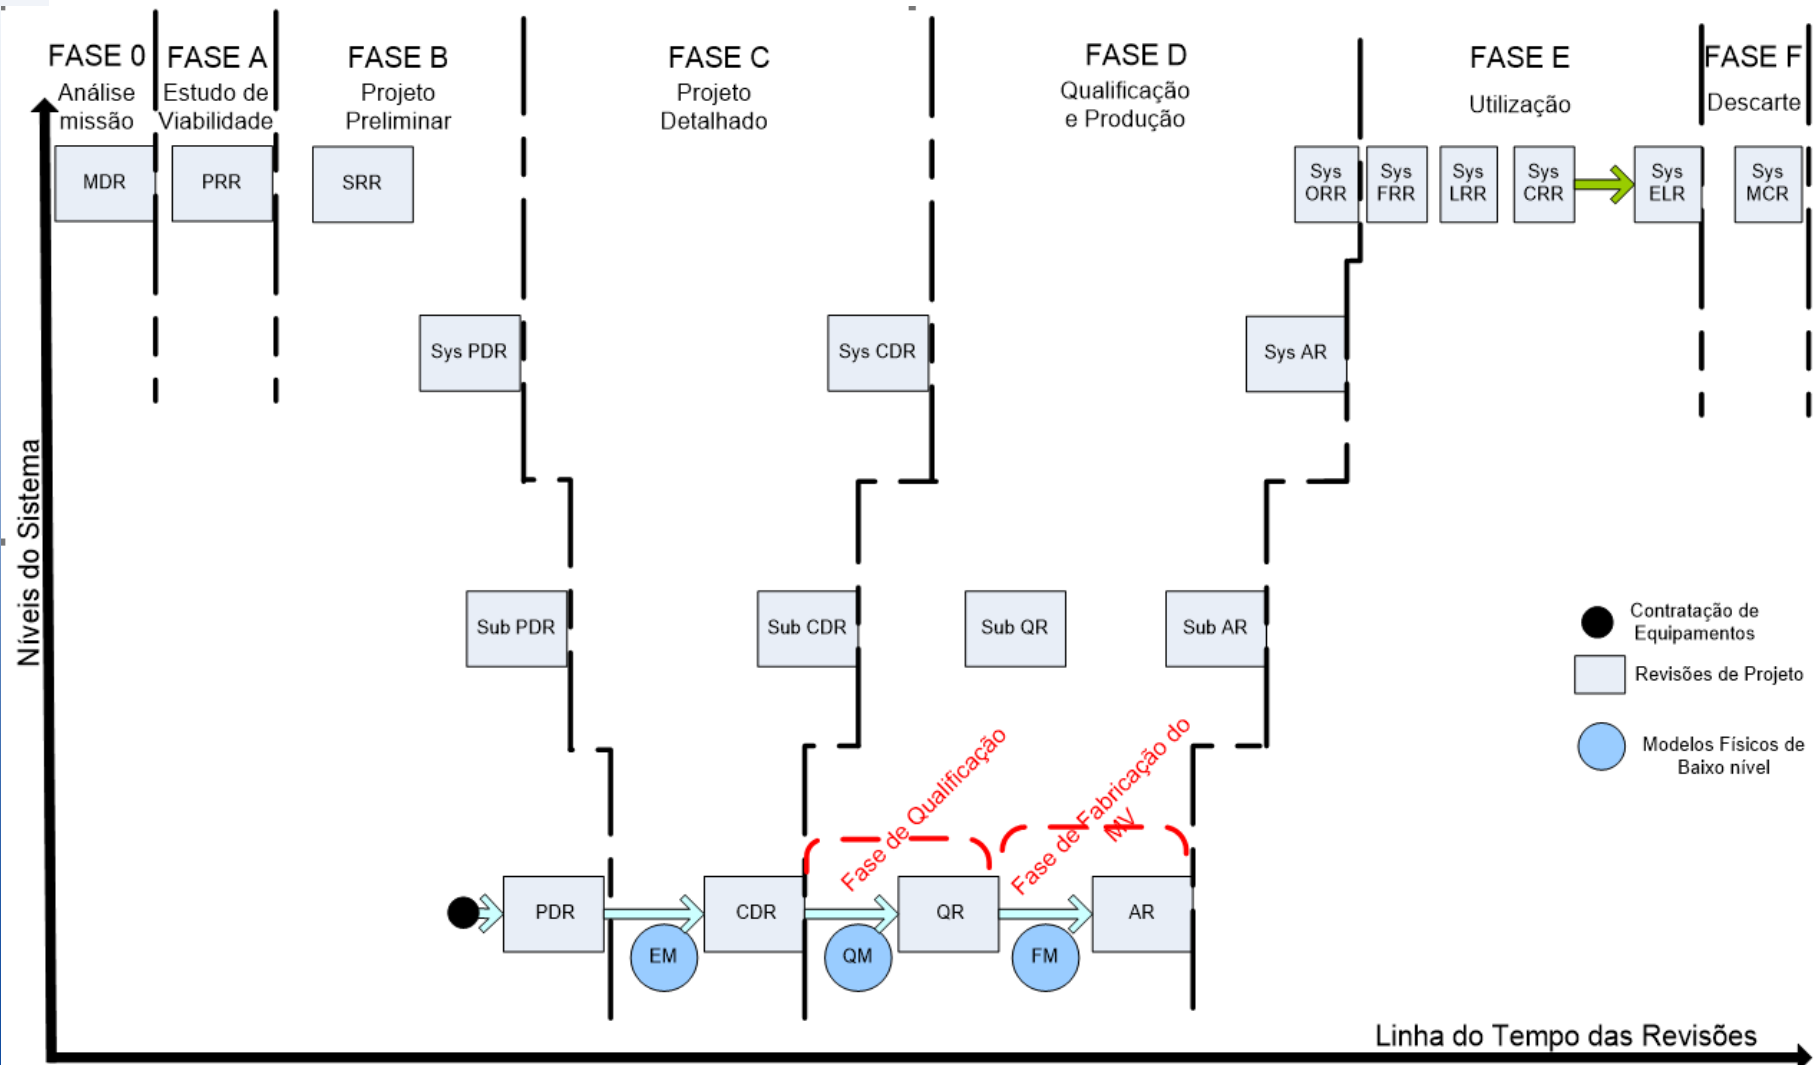 FASE 0
Análise
missão
FASE A
Estudo de
Viabilidade
FASE B
Projeto
Preliminar
FASE C
Projeto
Detalhado
FASE D
Qualificação
e Produção
FASE E
Utilização
FASE F
Descarte
MDR
PRR
SRR
Sys
ORR
Sys
FRR
Sys
LRR
Sys
CRR
Sys
ELR
Sys
MCR
Sys PDR
Sys CDR
Sys AR
Níveis do Sistema
Sub PDR
Sub CDR
Sub QR
Sub AR
Contratação de
Equipamentos
Revisões de Projeto
Modelos Físicos de
Baixo nível
Fase de Qualificação
Fase de Fabricação do
MV
PDR
CDR
QR
AR
EM
QM
FM
Linha do Tempo das Revisões